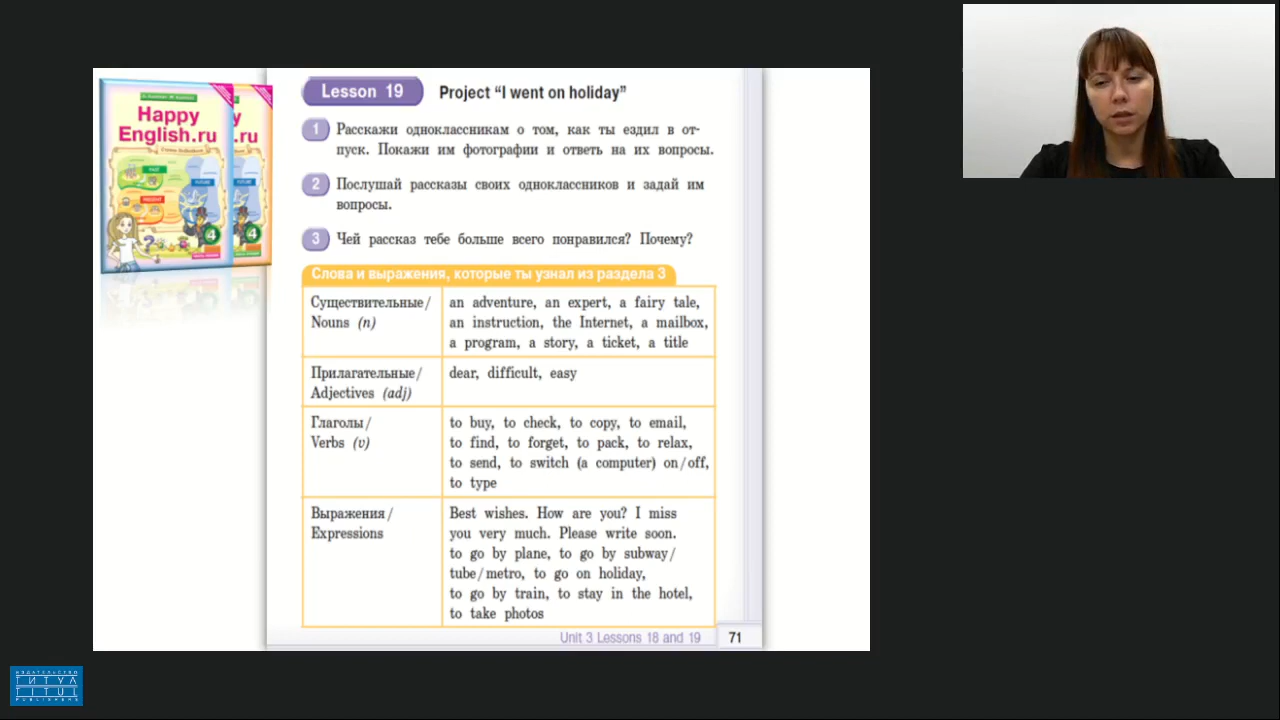 Happy
English.ru
4
4
Lesson 19
Project “I went on holiday”
1
Расскажи одноклассникам о том, как ты ездил в от-
пуск. Покажи им фотографии и ответь на их вопросы.
2
Послушай рассказы своих одноклассников и задай им
вопросы.
3
Чей рассказ тебе больше всего понравился? Почему?
Слова и выражения, которые ты узнал из раздела 3
Существительные/
Nouns (n)
an adventure, an expert, a fairy tale,
an instruction, the Internet, a mailbox,
a program, a story, a ticket, a title
Прилагательные/
Adjectives (adj)
dear, difficult, easy
Глаголы/
Verbs (v)
to buy, to check, to copy, to email,
to find, to forget, to pack, to relax,
to send, to switch (a computer) on/off,
to type
Выражения/
Expressions
Best wishes. How are you? I miss
you very much. Please write soon.
to go by plane, to go by subway/
tube/metro, to go on holiday,
to go by train, to stay in the hotel,
to take photos
Unit 3 Lessons 18 and 19
71
ИЗДАТЕЛЬСТВО
ТИТУЛ
TITUL
PUBLISHERS